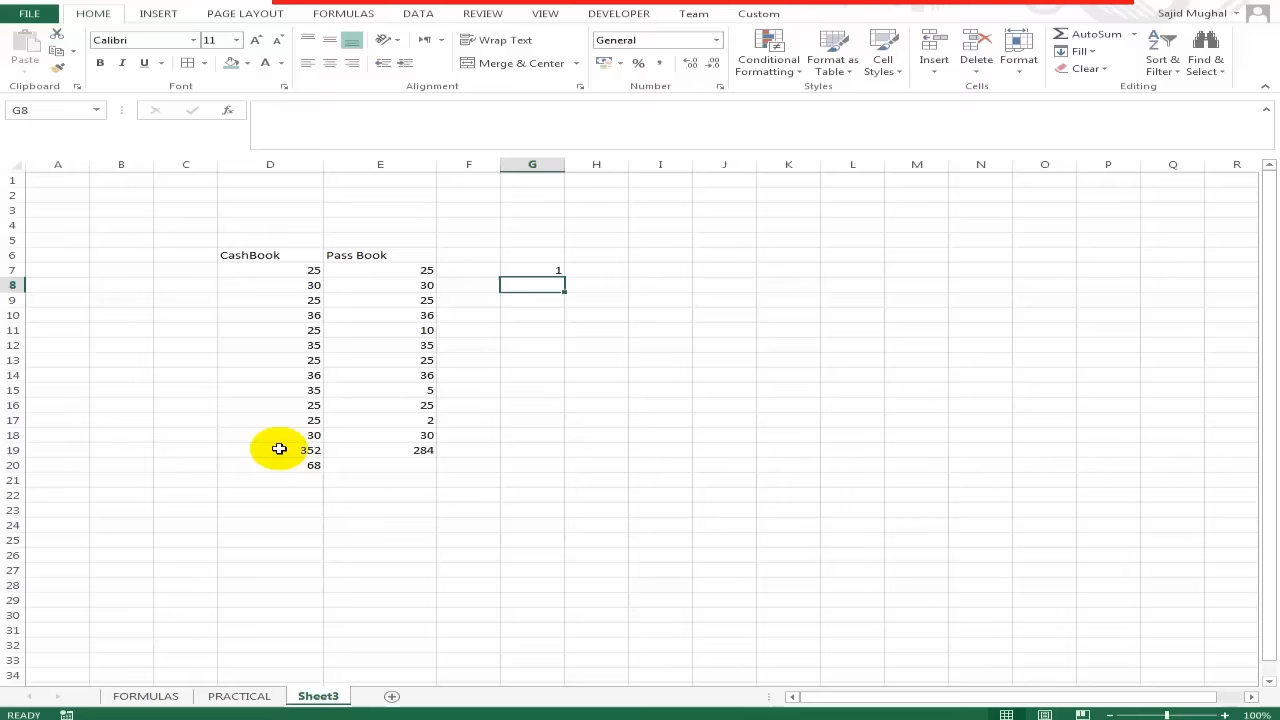 FILE HOME INSERT PAGE LAYOUT FORMULAS DATA REVIEW VIEW DEVELOPER Team Custom Sajid Mughal
Paste Calibri 11 A A Wrap Text General Conditional Formatting Format as Table Cell Styles Insert Delete Format AutoSum Fill Clear Sort & Filter Find & Select
B I U A Merge & Center % ,
Clipboard Font Alignment Number Styles Cells Editing
G8 fx
A B C D E F G H I J K L M N O P Q R
1
2
3
4
5
6 CashBook Pass Book
7 25 25 1
8 30 30
9 25 25
10 36 36
11 25 10
12 35 35
13 25 25
14 36 36
15 35 5
16 25 25
17 25 2
18 30 30
19 352 284
20 68
21
22
23
24
25
26
27
28
29
30
31
32
33
34
FORMULAS PRACTICAL Sheet3
READY 100%